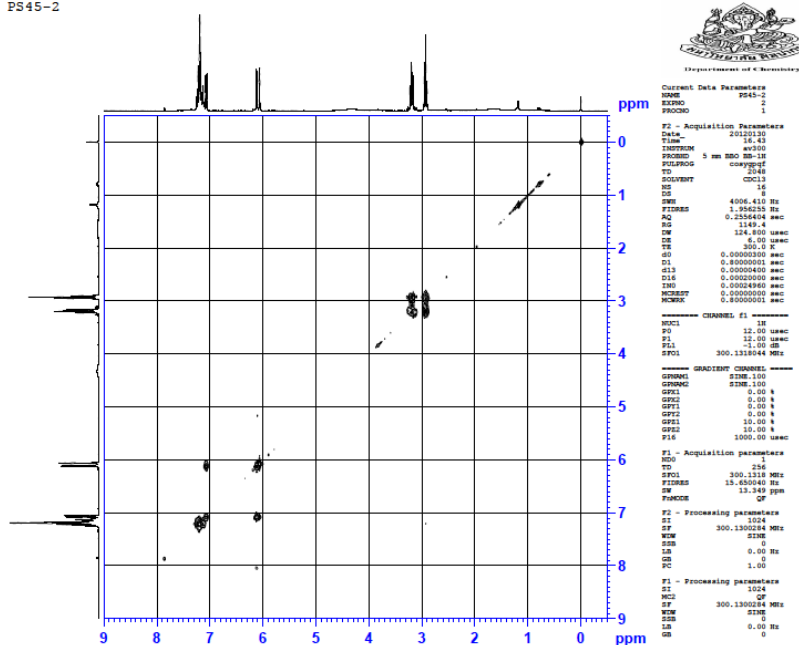 PS45-2
Department of Chemistry
Current Data Parameters
NAME PS45-2
EXPNO 2
PROCNO 1
F2 - Acquisition Parameters
Date_ 20120130
Time 16.43
INSTRUM av300
PROBHD 5 mm BBO BB-1H
PULPROG cosygpqf
TD 2048
SOLVENT CDCl3
NS 16
DS 8
SWH 4006.410 Hz
FIDRES 1.956255 Hz
AQ 0.2556404 sec
RG 1149.4
DW 124.800 usec
DE 6.00 usec
TE 300.0 K
d0 0.00000300 sec
D1 0.80000001 sec
d13 0.00000400 sec
D16 0.00020000 sec
IN0 0.00024960 sec
MCREST 0.00000000 sec
MCWRK 0.80000001 sec
======== CHANNEL f1 ========
NUC1 1H
P0 12.00 usec
P1 12.00 usec
PL1 -1.00 dB
SFO1 300.1318044 MHz
====== GRADIENT CHANNEL =====
GPNAM1 SINE.100
GPNAM2 SINE.100
GPX1 0.00 %
GPX2 0.00 %
GPY1 0.00 %
GPY2 0.00 %
GPZ1 10.00 %
GPZ2 10.00 %
P16 1000.00 usec
F1 - Acquisition parameters
ND0 1
TD 256
SFO1 300.1318 MHz
FIDRES 15.650040 Hz
SW 13.349 ppm
FnMODE QF
F2 - Processing parameters
SI 1024
SF 300.1300284 MHz
WDW SINE
SSB 0
LB 0.00 Hz
GB 0
PC 1.00
F1 - Processing parameters
SI 1024
MC2 QF
SF 300.1300284 MHz
WDW SINE
SSB 0
LB 0.00 Hz
GB 0
ppm
0
1
2
3
4
5
6
7
8
9
9 8 7 6 5 4 3 2 1 0 ppm